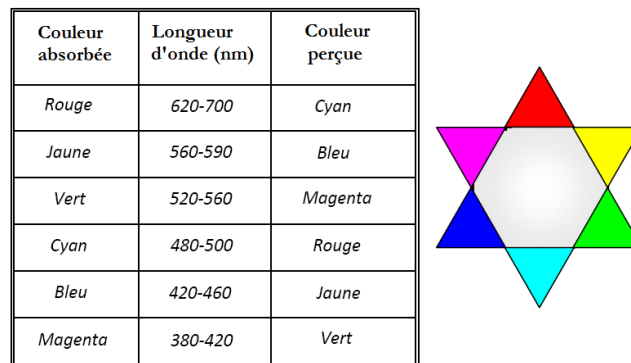 Couleur absorbée Longueur d'onde (nm) Couleur perçue
Rouge 620-700 Cyan
Jaune 560-590 Bleu
Vert 520-560 Magenta
Cyan 480-500 Rouge
Bleu 420-460 Jaune
Magenta 380-420 Vert